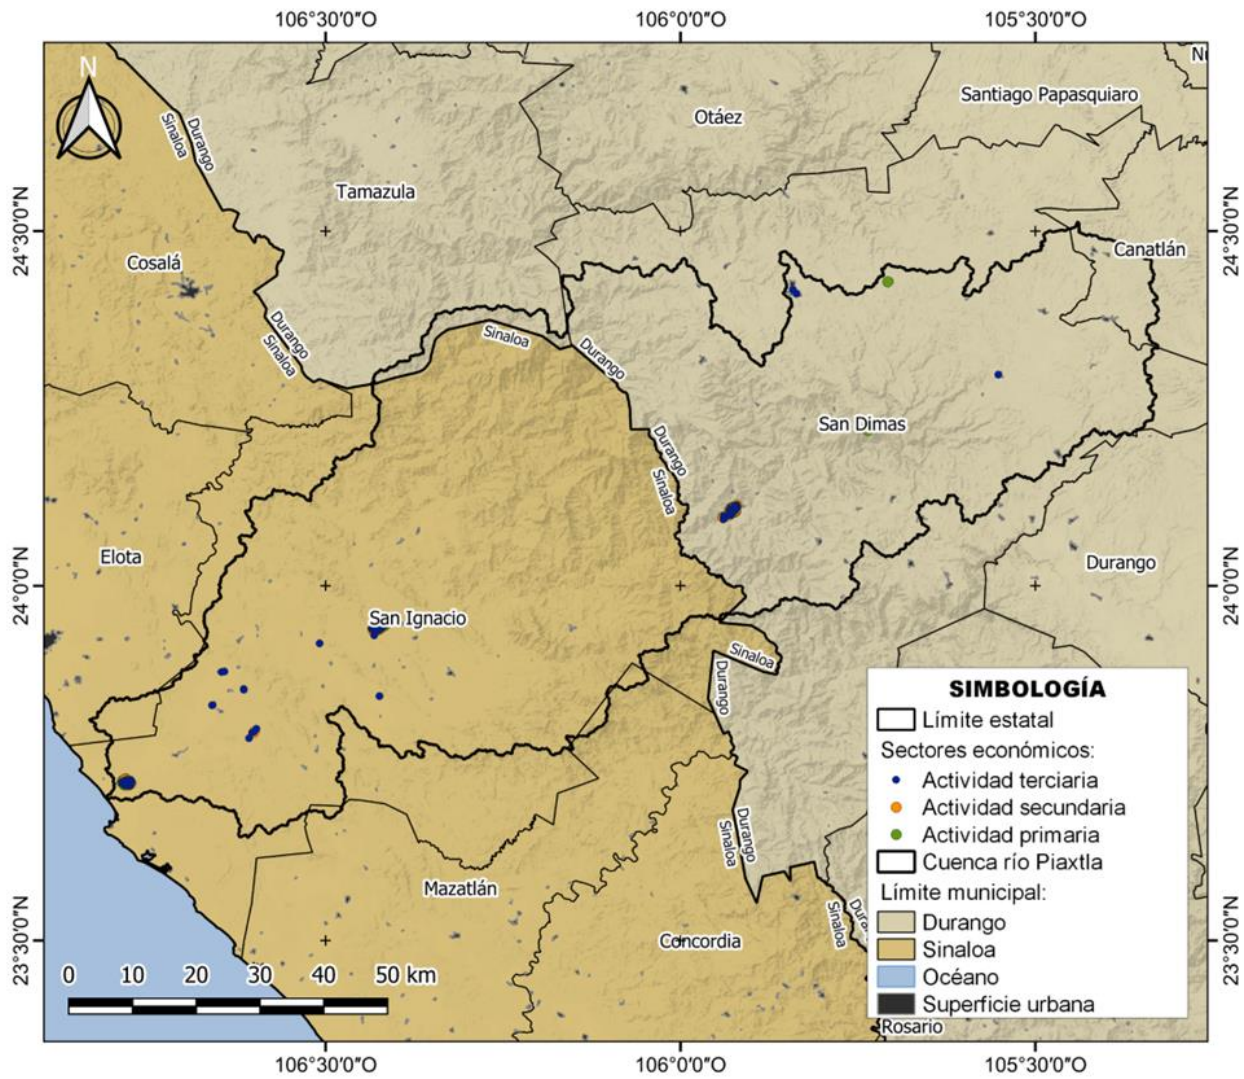 106°30'0"O
106°0'0"O
105°30'0"O
N
Nu
Santiago Papasquiaro
Otáez
Durango
Sinaloa
Tamazula
24°30'0"N
24°30'0"N
Canatlán
Cosalá
Durango
Sinaloa
Sinaloa
Durango
San Dimas
Durango
Sinaloa
Elota
Durango
24°0'0"N
24°0'0"N
San Ignacio
Sinaloa
Durango
SIMBOLOGÍA
Límite estatal
Sectores económicos:
Actividad terciaria
Actividad secundaria
Actividad primaria
Cuenca río Piaxtla
Límite municipal:
Durango
Sinaloa
Océano
Superficie urbana
Durango
Sinaloa
Mazatlán
Concordia
Sinaloa
Dura
23°30'0"N
23°30'0"N
0 10 20 30 40 50 km
Rosario
106°30'0"O
106°0'0"O
105°30'0"O